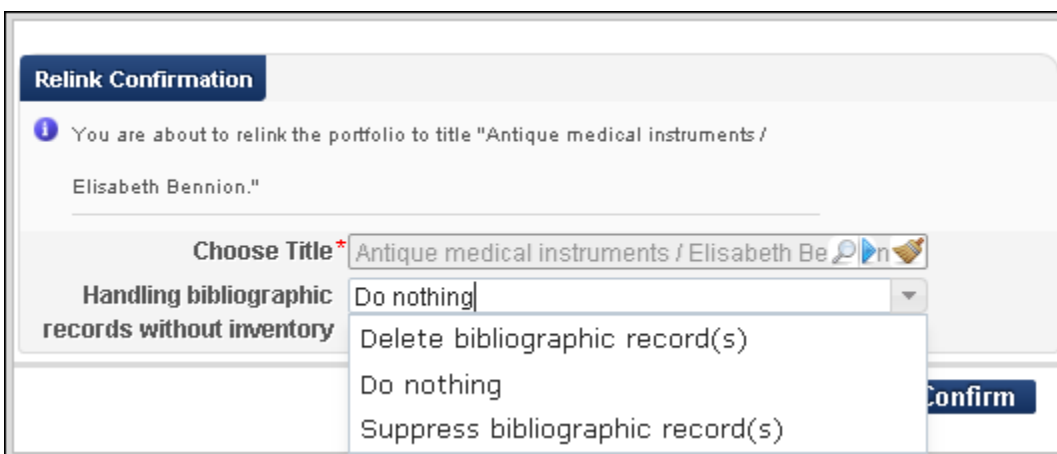 Relink Confirmation
You are about to relink the portfolio to title "Antique medical instruments /
Elisabeth Bennion."
Choose Title* Antique medical instruments / Elisabeth Be n
Handling bibliographic Do nothing
records without inventory
Delete bibliographic record(s)
Do nothing
Confirm
Suppress bibliographic record(s)